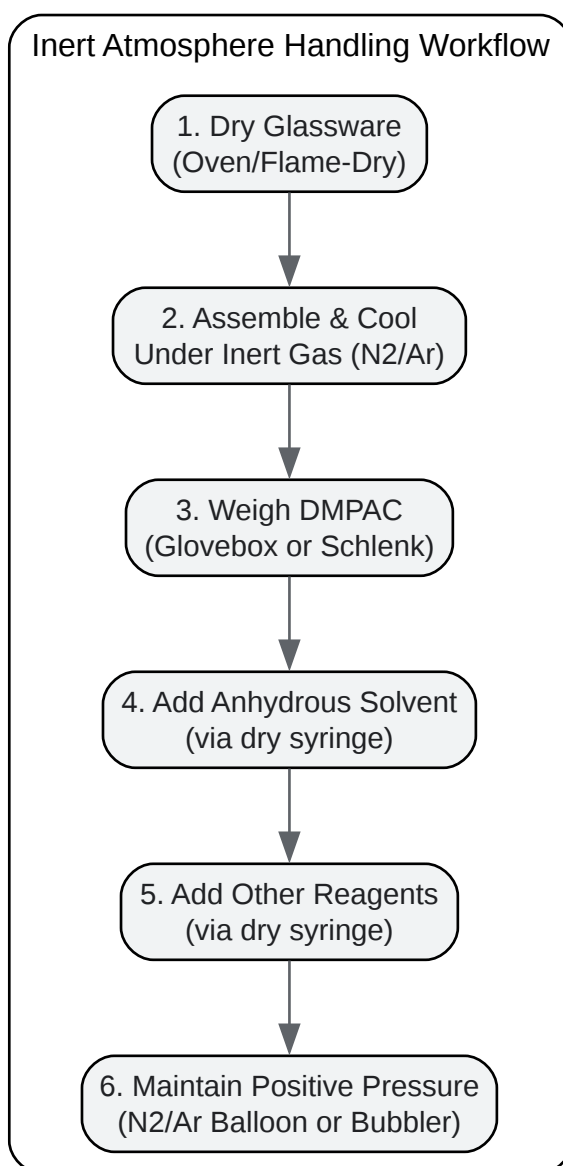 Inert Atmosphere Handling Workflow
1. Dry Glassware
(Oven/Flame-Dry)
2. Assemble & Cool
Under Inert Gas (N2/Ar)
3. Weigh DMPAC
(Glovebox or Schlenk)
4. Add Anhydrous Solvent
(via dry syringe)
5. Add Other Reagents
(via dry syringe)
6. Maintain Positive Pressure
(N2/Ar Balloon or Bubbler)